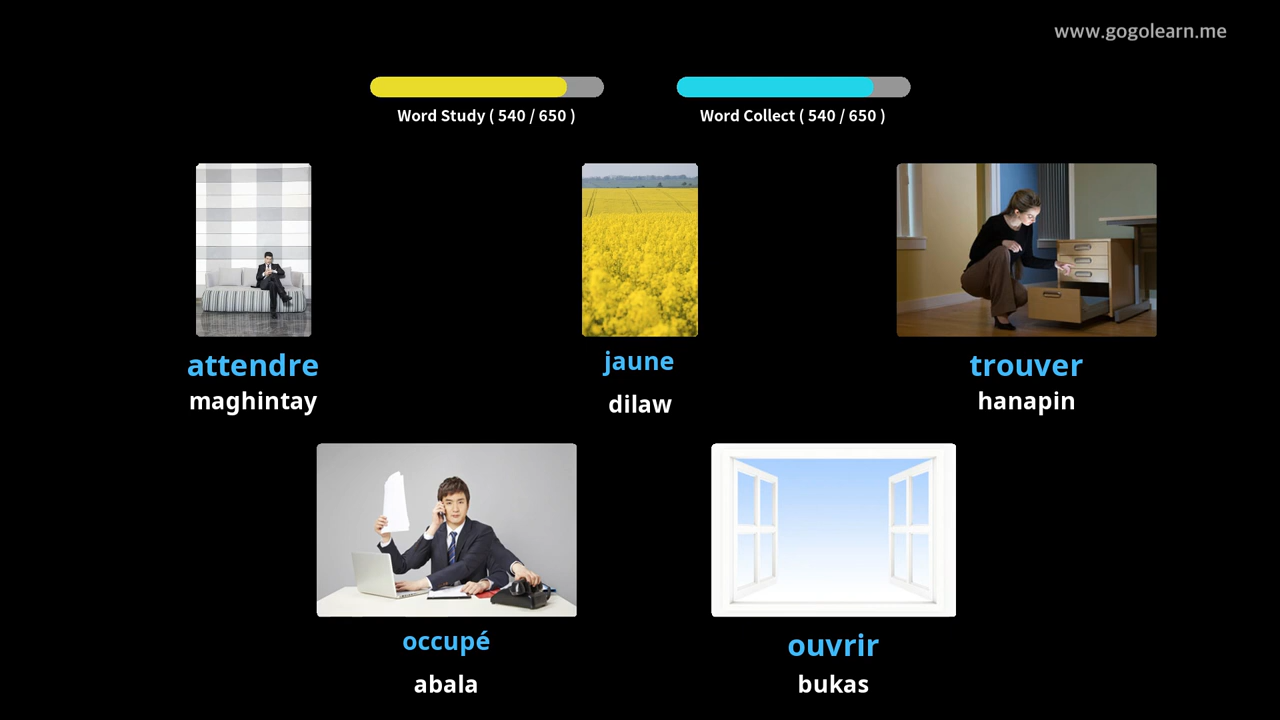 www.gogolearn.me
Word Study ( 540 / 650 )
Word Collect ( 540 / 650 )
attendre
maghintay
jaune
dilaw
trouver
hanapin
occupé
abala
ouvrir
bukas